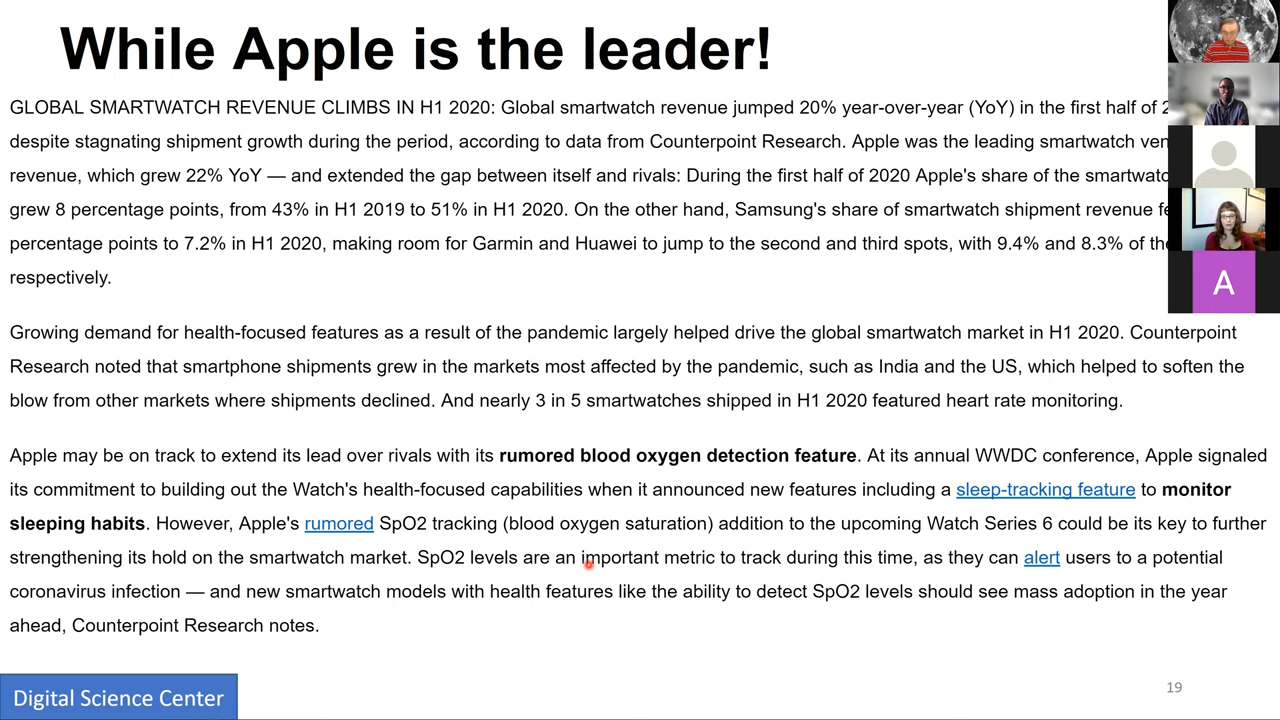 While Apple is the leader!
GLOBAL SMARTWATCH REVENUE CLIMBS IN H1 2020: Global smartwatch revenue jumped 20% year-over-year (YoY) in the first half of
despite stagnating shipment growth during the period, according to data from Counterpoint Research. Apple was the leading smartwatch
revenue, which grew 22% YoY — and extended the gap between itself and rivals: During the first half of 2020 Apple's share of the
grew 8 percentage points, from 43% in H1 2019 to 51% in H1 2020. On the other hand, Samsung's share of smartwatch shipment revenue
percentage points to 7.2% in H1 2020, making room for Garmin and Huawei to jump to the second and third spots, with 9.4% and 8.3% of
respectively.
Growing demand for health-focused features as a result of the pandemic largely helped drive the global smartwatch market in H1 2020. Counterpoint
Research noted that smartphone shipments grew in the markets most affected by the pandemic, such as India and the US, which helped to soften the
blow from other markets where shipments declined. And nearly 3 in 5 smartwatches shipped in H1 2020 featured heart rate monitoring.
Apple may be on track to extend its lead over rivals with its rumored blood oxygen detection feature. At its annual WWDC conference, Apple signaled
its commitment to building out the Watch's health-focused capabilities when it announced new features including a sleep-tracking feature to monitor
sleeping habits. However, Apple's rumored SpO2 tracking (blood oxygen saturation) addition to the upcoming Watch Series 6 could be its key to further
strengthening its hold on the smartwatch market. SpO2 levels are an important metric to track during this time, as they can alert users to a potential
coronavirus infection — and new smartwatch models with health features like the ability to detect SpO2 levels should see mass adoption in the year
ahead, Counterpoint Research notes.
A
Digital Science Center
19